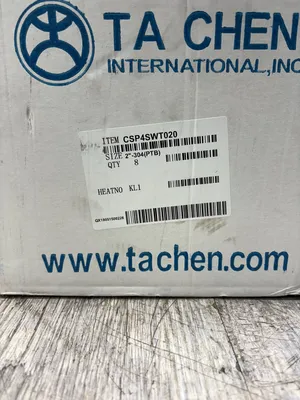 TA CHEN
INTERNATIONAL, INC
ITEM CSP4SWT020
SIZE 2"-304(PTB)
QTY 8
HEATNO KL1
www.tachen.com